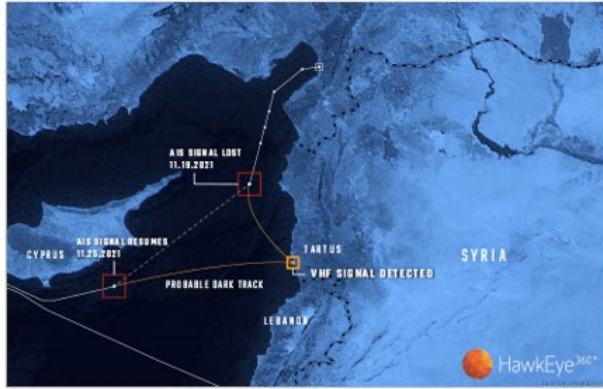 AIS SIGNAL LOST
11.19.2021
CYPRUS
AIS SIGNAL RESUMES
11.25.2021
TARTUS
VHF SIGNAL DETECTED
SYRIA
PROBABLE DARK TRACK
LEBANON
HawkEye 360°